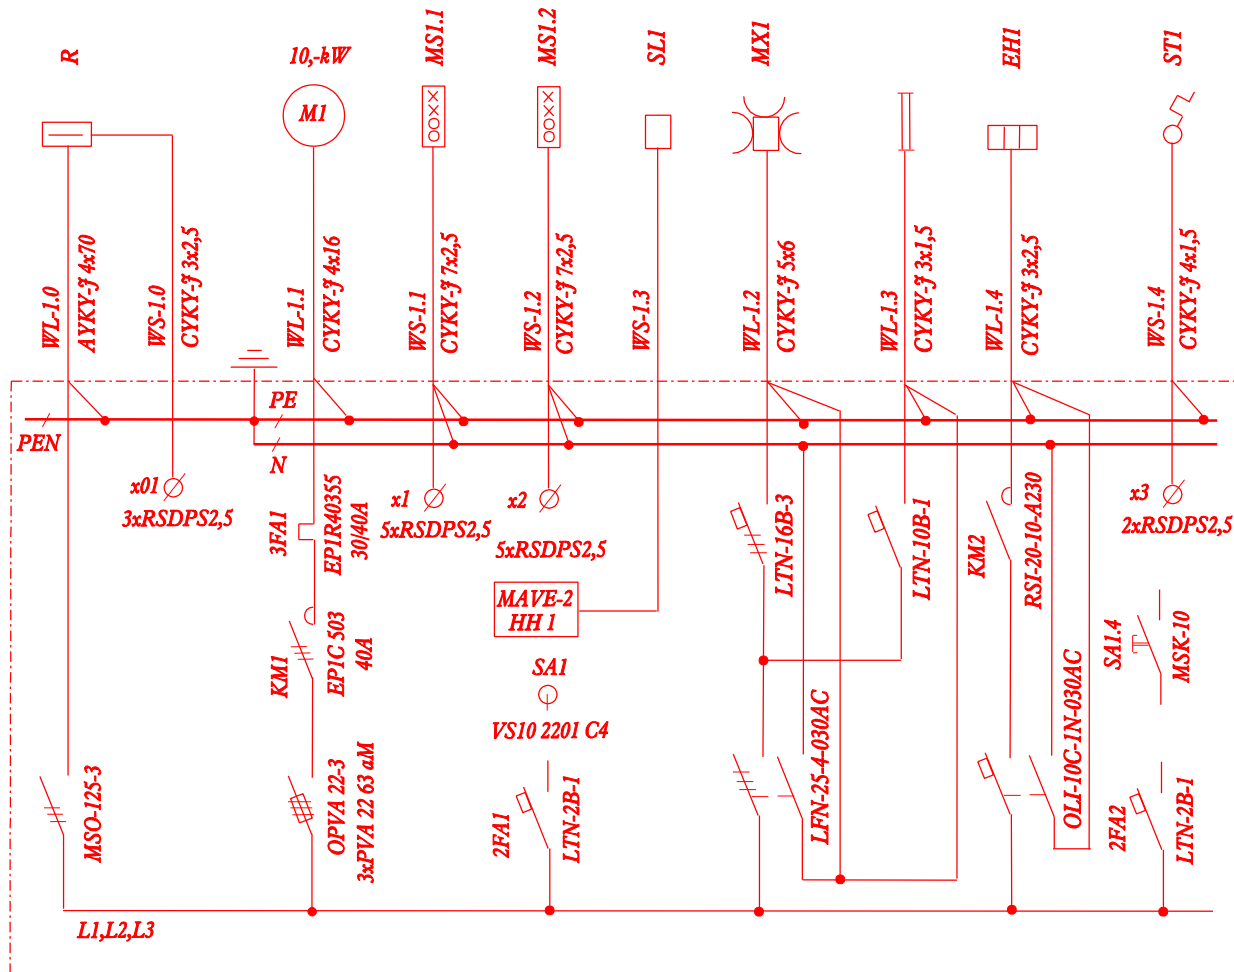 R
10,-kW
MS1.1
MS1.2
SL1
MX1
EH1
ST1
M1
WL-1.0
AYKY-J 4x70
WS-1.0
CYKY-J 3x2,5
WL-1.1
CYKY-J 4x16
WS-1.1
CYKY-J 7x2,5
WS-1.2
CYKY-J 7x2,5
WS-1.3
WL-1.2
CYKY-J 5x6
WL-1.3
CYKY-J 3x1,5
WL-1.4
CYKY-J 3x2,5
WS-1.4
CYKY-J 4x1,5
PEN
PE
N
x01
3xRSDPS2,5
3FA1
EP1R40355
30/40A
x1
5xRSDPS2,5
x2
5xRSDPS2,5
LTN-16B-3
LTN-10B-1
KM2
RSI-20-10-A230
x3
2xRSDPS2,5
MAVE-2
HH 1
KM1
EP1C 503
40A
SA1
VS10 2201 C4
SA1.4
MSK-10
MSO-125-3
OPVA 22-3
3xPVA 22 63 aM
2FA1
LTN-2B-1
LFN-25-4-030AC
OLI-10C-1N-030AC
2FA2
LTN-2B-1
L1,L2,L3